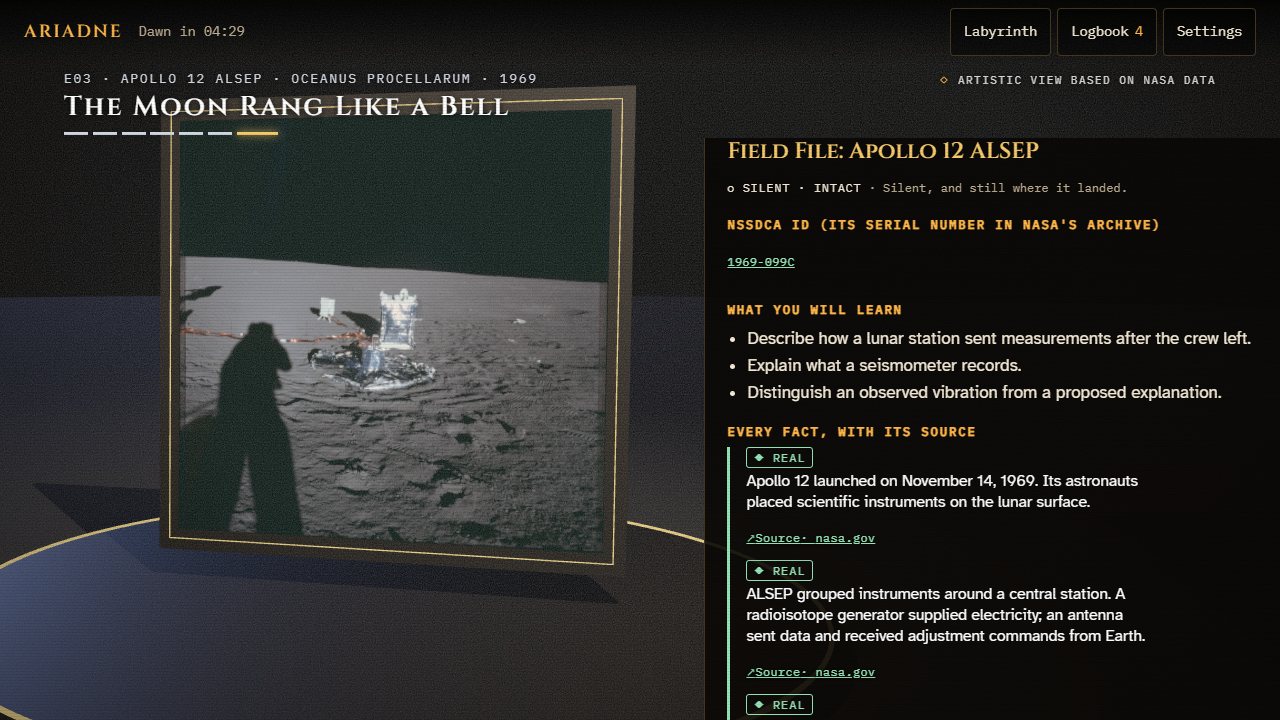 ARIADNE
Dawn in 04:29
Labyrinth
Logbook 4
Settings
E03 · APOLLO 12 ALSEP · OCEANUS PROCELLARUM · 1969
The Moon Rang Like a Bell
◇ ARTISTIC VIEW BASED ON NASA DATA
Field File: Apollo 12 ALSEP
o SILENT · INTACT · Silent, and still where it landed.
NSSDCA ID (ITS SERIAL NUMBER IN NASA'S ARCHIVE)
1969-099C
WHAT YOU WILL LEARN
• Describe how a lunar station sent measurements after the crew left.
• Explain what a seismometer records.
• Distinguish an observed vibration from a proposed explanation.
EVERY FACT, WITH ITS SOURCE
◆ REAL
Apollo 12 launched on November 14, 1969. Its astronauts
placed scientific instruments on the lunar surface.
↗Source· nasa.gov
◆ REAL
ALSEP grouped instruments around a central station. A
radioisotope generator supplied electricity; an antenna
sent data and received adjustment commands from Earth.
↗Source· nasa.gov
◆ REAL